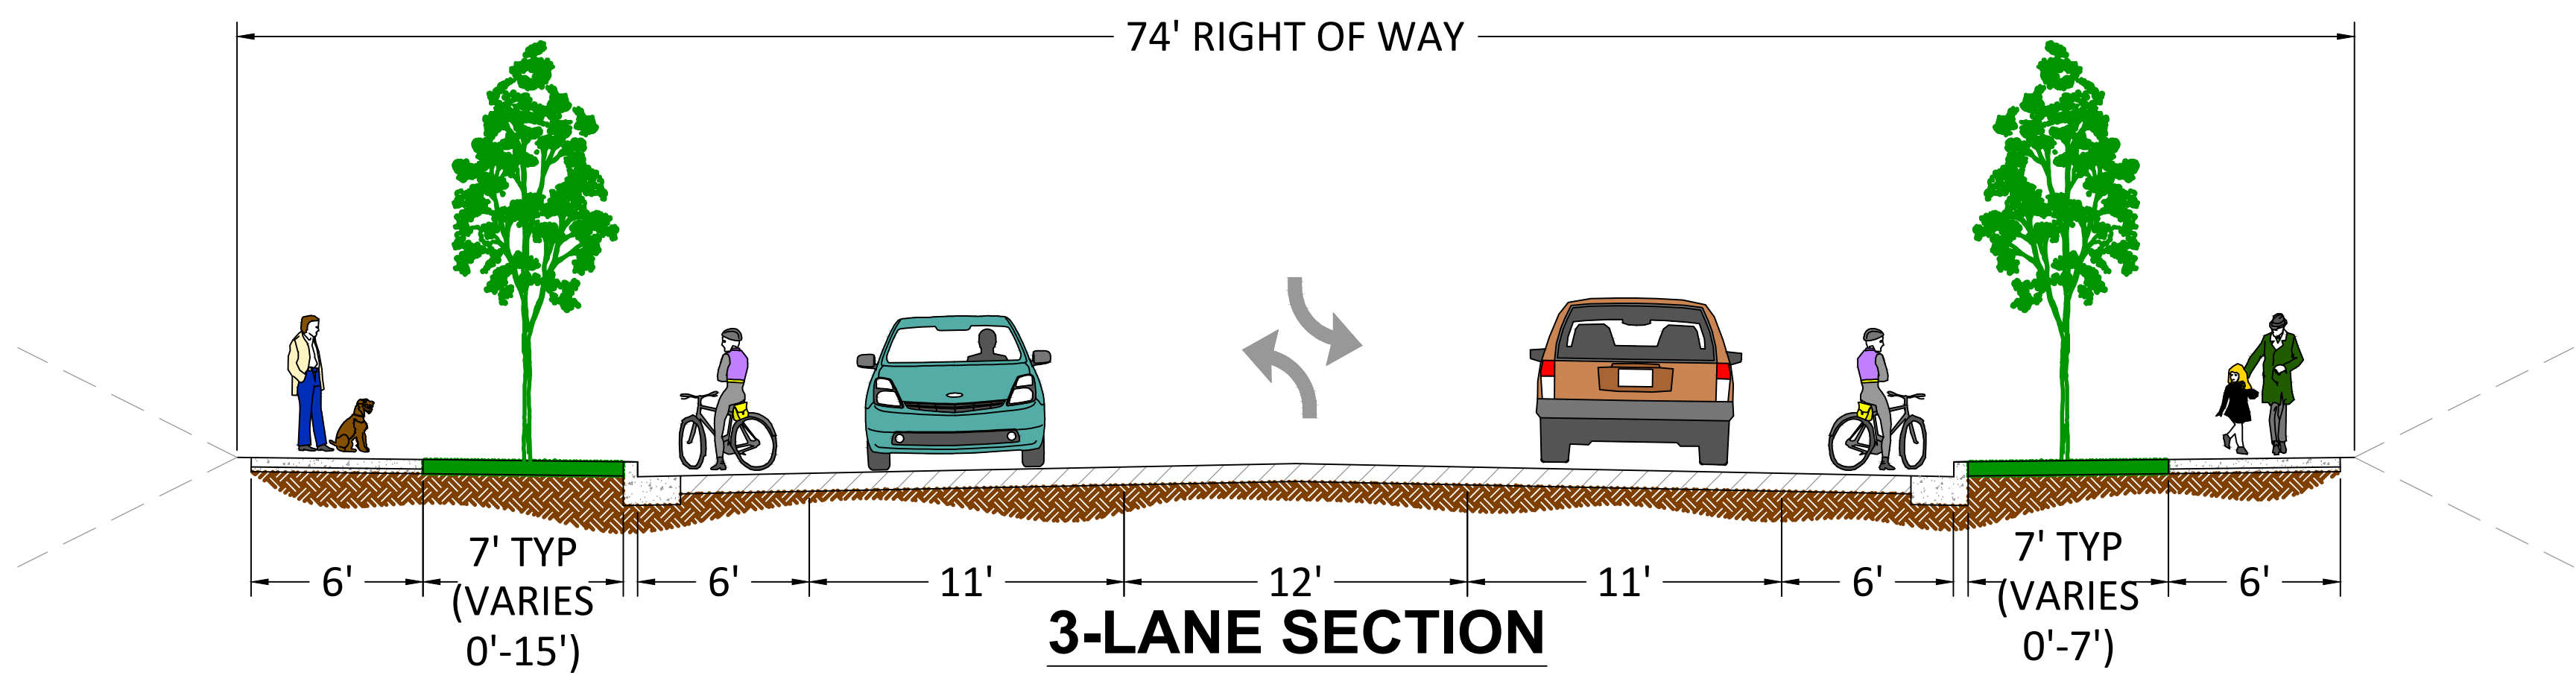 74' RIGHT OF WAY
6'
7' TYP
(VARIES
0'-15')
6'
11'
12'
11'
6'
7' TYP
(VARIES
0'-7')
6'
3-LANE SECTION